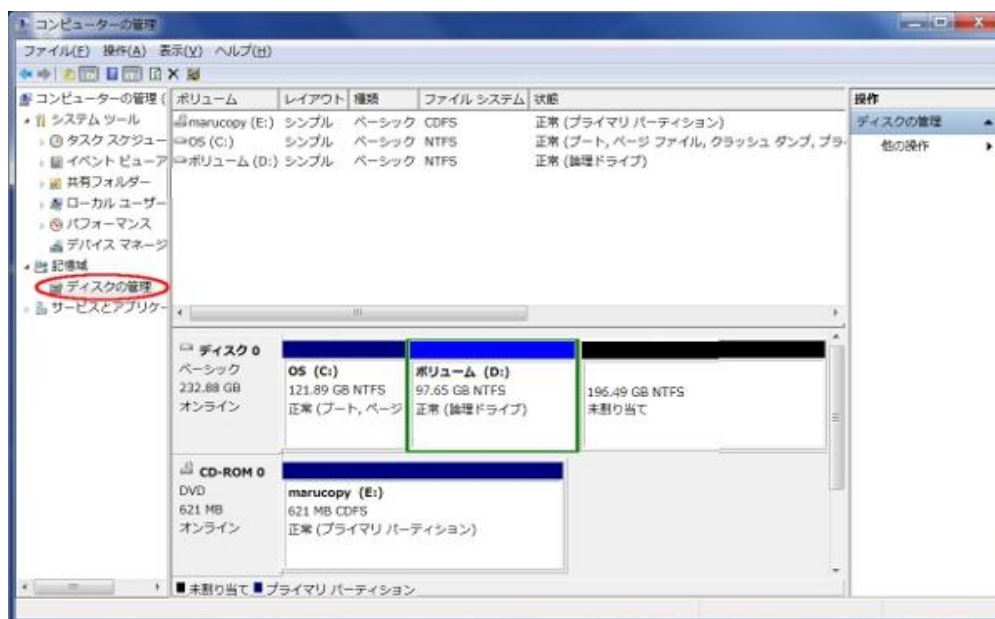 コンピューターの管理
ファイル(F) 操作(A) 表示(V) ヘルプ(H)
コンピューターの管理 (
システム ツール
タスク スケジュー
イベント ビューア
共有フォルダー
ローカル ユーザー
パフォーマンス
デバイス マネージ
記憶域
ディスクの管理
サービスとアプリケー
ボリューム レイアウト 種類 ファイル システム 状態
marucopy (E:) シンプル ベーシック CDFS 正常 (プライマリ パーティション)
OS (C:) シンプル ベーシック NTFS 正常 (ブート, ページ ファイル, クラッシュ ダンプ, プラ
ボリューム (D:) シンプル ベーシック NTFS 正常 (論理ドライブ)
ディスク 0
ベーシック
232.88 GB
オンライン
OS (C:)
121.89 GB NTFS
正常 (ブート, ページ
ボリューム (D:)
97.65 GB NTFS
正常 (論理ドライブ)
196.49 GB NTFS
未割り当て
CD-ROM 0
DVD
621 MB
オンライン
marucopy (E:)
621 MB CDFS
正常 (プライマリ パーティション)
未割り当て プライマリ パーティション
操作
ディスクの管理
他の操作